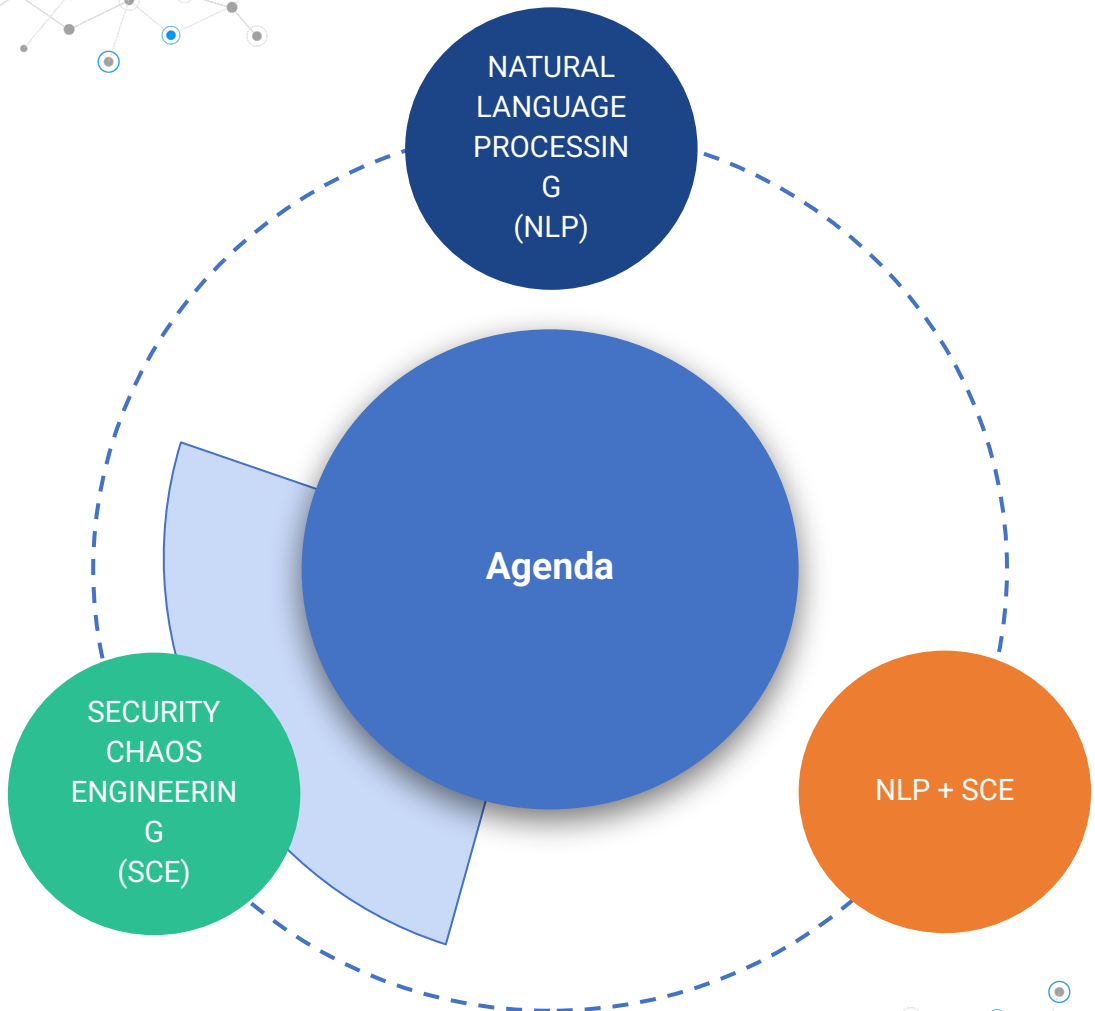 NATURAL
LANGUAGE
PROCESSIN
G
(NLP)
Agenda
SECURITY
CHAOS
ENGINEERIN
G
(SCE)
NLP + SCE